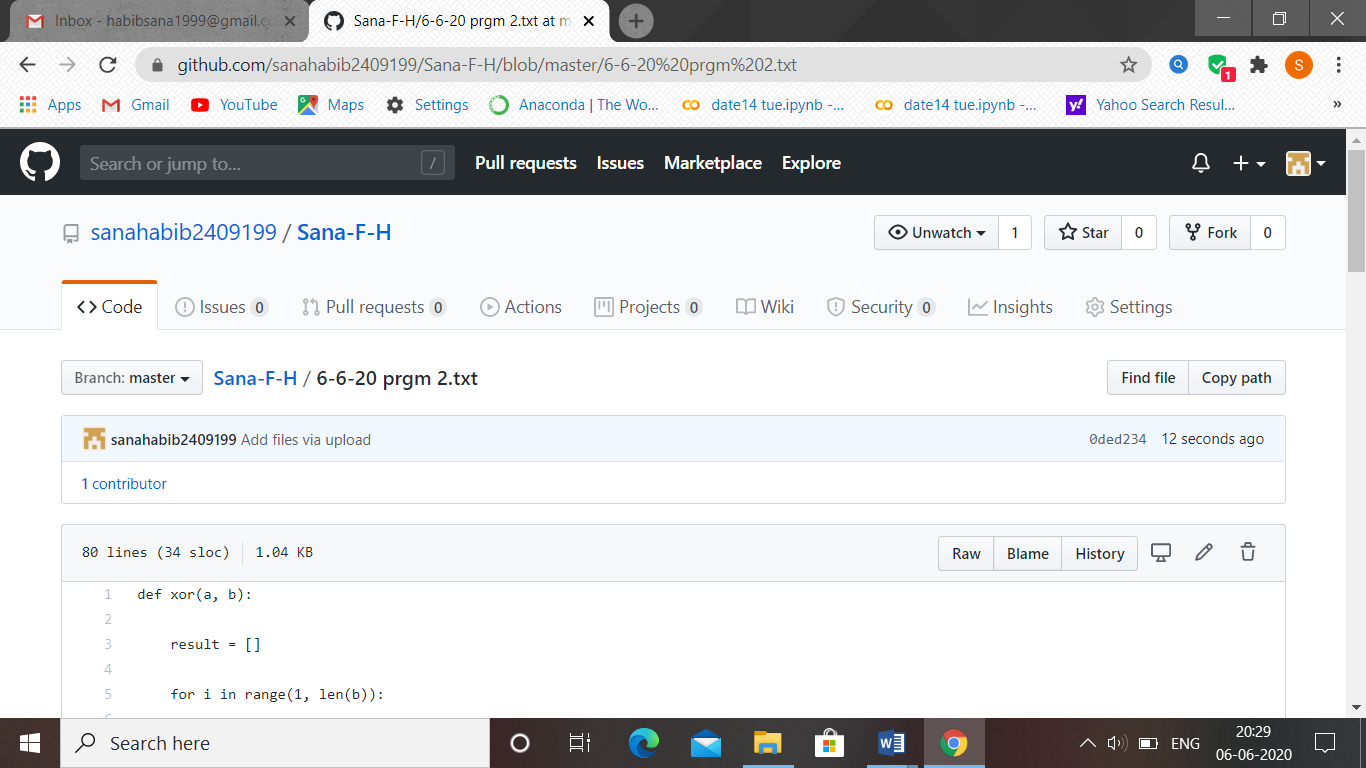 Inbox - habibsana1999@gmail.c
Sana-F-H/6-6-20 prgm 2.txt at m
github.com/sanahabib2409199/Sana-F-H/blob/master/6-6-20%20prgm%202.txt
1
S
Apps
Gmail
YouTube
Maps
Settings
Anaconda | The Wo...
date14 tue.ipynb -...
date14 tue.ipynb -...
Yahoo Search Resul...
»
Search or jump to...
/
Pull requests
Issues
Marketplace
Explore
sanahabib2409199 / Sana-F-H
Unwatch 1
Star 0
Fork 0
Code
Issues 0
Pull requests 0
Actions
Projects 0
Wiki
Security 0
Insights
Settings
Branch: master
Sana-F-H / 6-6-20 prgm 2.txt
Find file
Copy path
sanahabib2409199 Add files via upload
0ded234 12 seconds ago
1 contributor
80 lines (34 sloc) 1.04 KB
Raw
Blame
History
1 def xor(a, b):
2
3 result = []
4
5 for i in range(1, len(b)):
Search here
ENG
20:29
06-06-2020